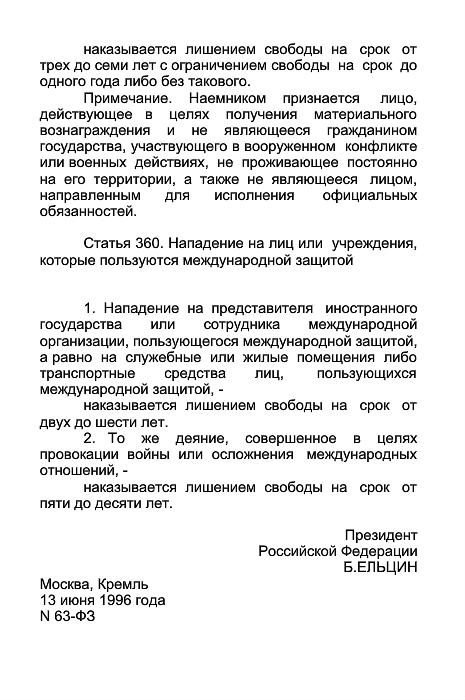 наказывается лишением свободы на срок от
трех до семи лет с ограничением свободы на срок до
одного года либо без такового.
Примечание. Наемником признается лицо,
действующее в целях получения материального
вознаграждения и не являющееся гражданином
государства, участвующего в вооруженном конфликте
или военных действиях, не проживающее постоянно
на его территории, а также не являющееся лицом,
направленным для исполнения официальных
обязанностей.
Статья 360. Нападение на лиц или учреждения,
которые пользуются международной защитой
1. Нападение на представителя иностранного
государства или сотрудника международной
организации, пользующегося международной защитой,
а равно на служебные или жилые помещения либо
транспортные средства лиц, пользующихся
международной защитой, -
наказывается лишением свободы на срок от
двух до шести лет.
2. То же деяние, совершенное в целях
провокации войны или осложнения международных
отношений, -
наказывается лишением свободы на срок от
пяти до десяти лет.
Президент
Российской Федерации
Б.ЕЛЬЦИН
Москва, Кремль
13 июня 1996 года
N 63-ФЗ